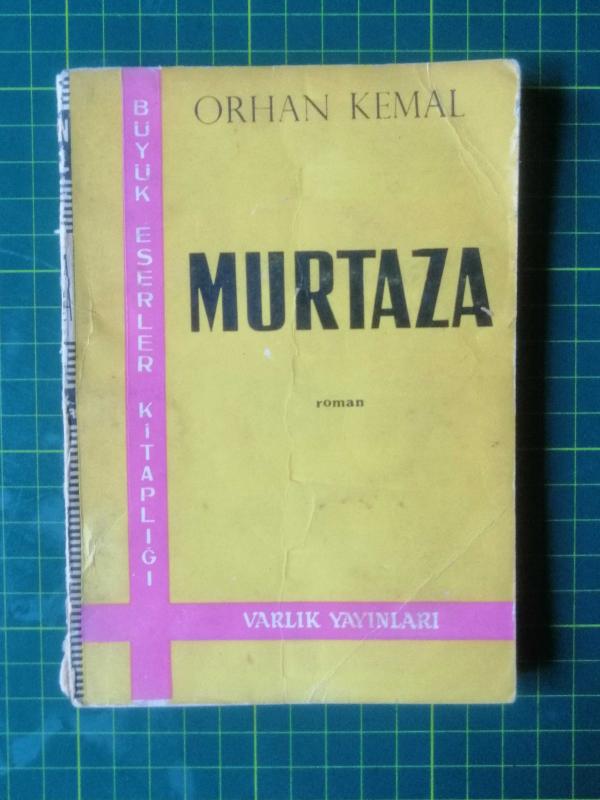 ORHAN KEMAL
MURTAZA
roman
BÜYÜK ESERLER KİTAPLIĞI
VARLIK YAYINLARI